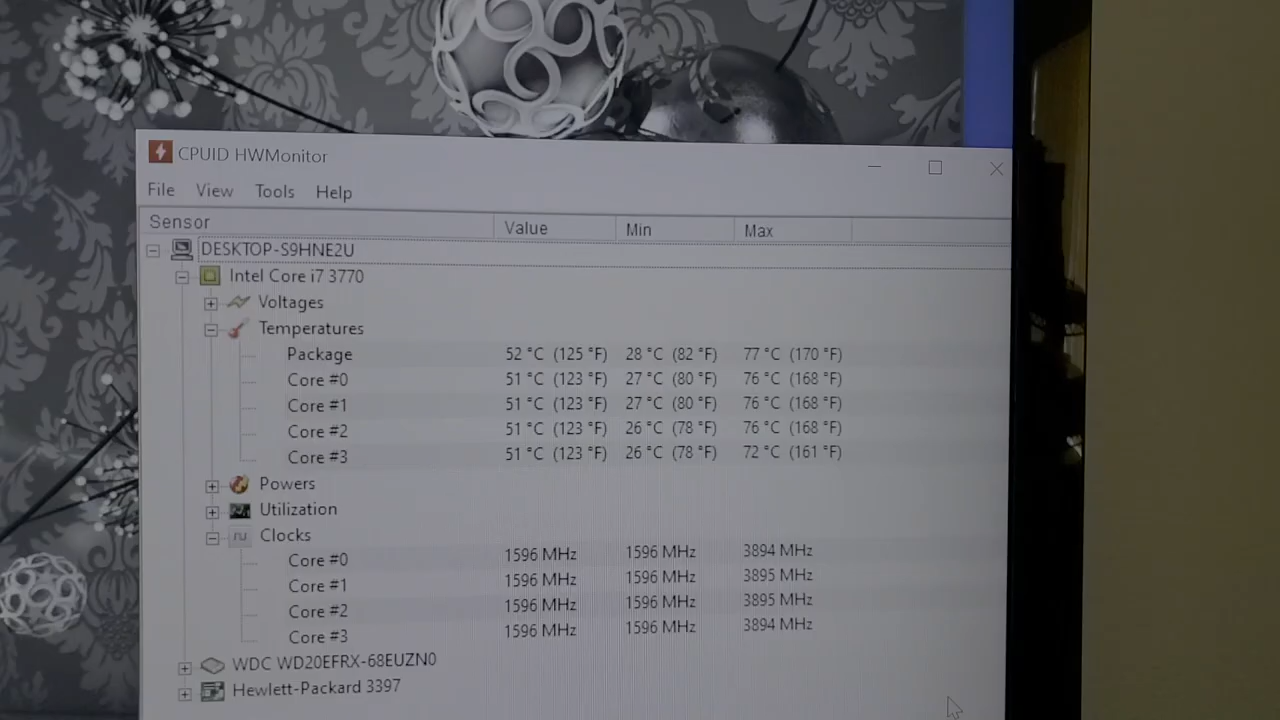 CPUID HWMonitor
File View Tools Help
Sensor Value Min Max
DESKTOP-S9HNE2U
Intel Core i7 3770
Voltages
Temperatures
Package 52 °C (125 °F) 28 °C (82 °F) 77 °C (170 °F)
Core #0 51 °C (123 °F) 27 °C (80 °F) 76 °C (168 °F)
Core #1 51 °C (123 °F) 27 °C (80 °F) 76 °C (168 °F)
Core #2 51 °C (123 °F) 26 °C (78 °F) 76 °C (168 °F)
Core #3 51 °C (123 °F) 26 °C (78 °F) 72 °C (161 °F)
Powers
Utilization
Clocks
Core #0 1596 MHz 1596 MHz 3894 MHz
Core #1 1596 MHz 1596 MHz 3895 MHz
Core #2 1596 MHz 1596 MHz 3895 MHz
Core #3 1596 MHz 1596 MHz 3894 MHz
WDC WD20EFRX-68EUZN0
Hewlett-Packard 3397